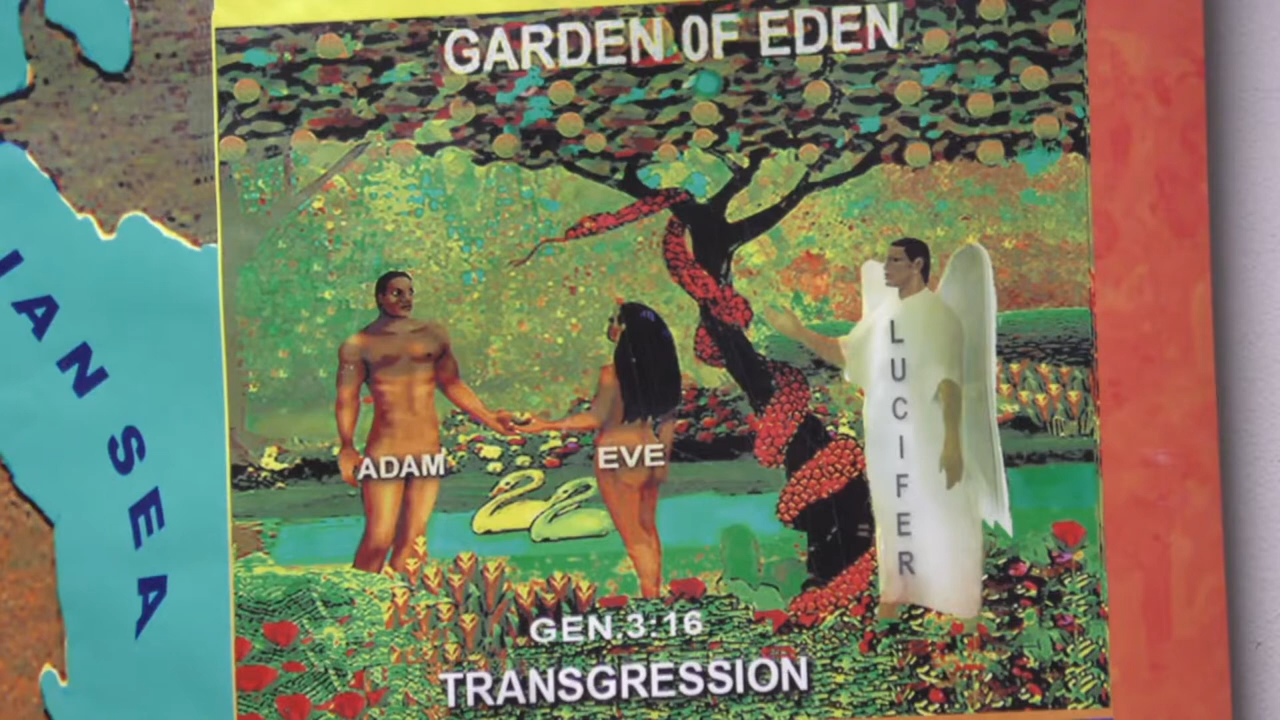 GARDEN OF EDEN
IAN SEA
ADAM
EVE
LUCIFER
GEN.3:16
TRANSGRESSION